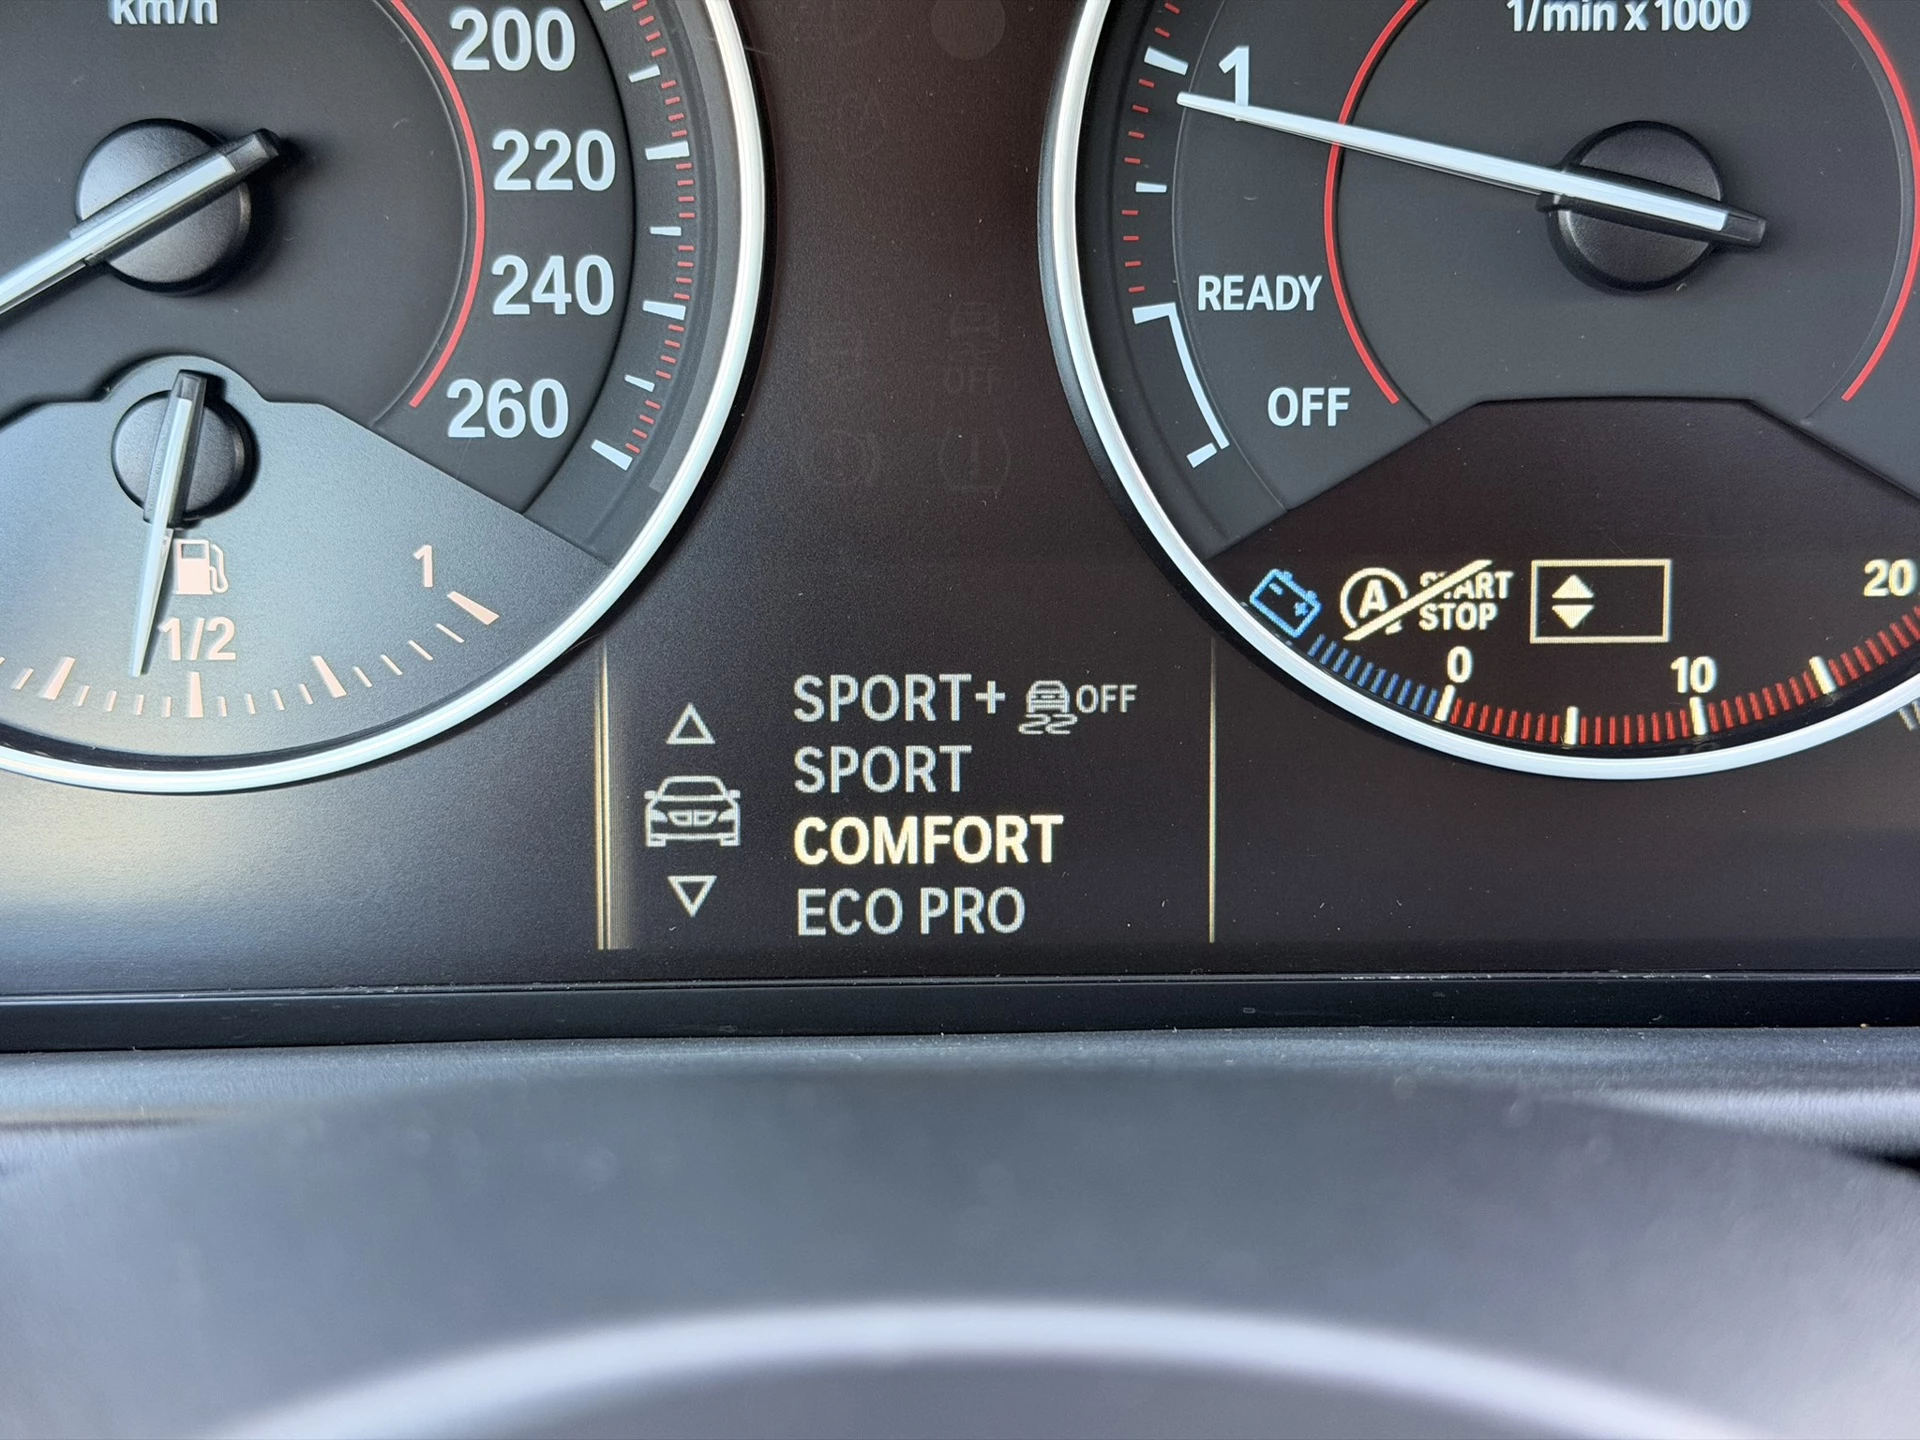 km/h
200
220
240
260
1
1/2
1/min x 1000
1
READY
OFF
A START
STOP
20
0
10
SPORT+ OFF
SPORT
COMFORT
ECO PRO